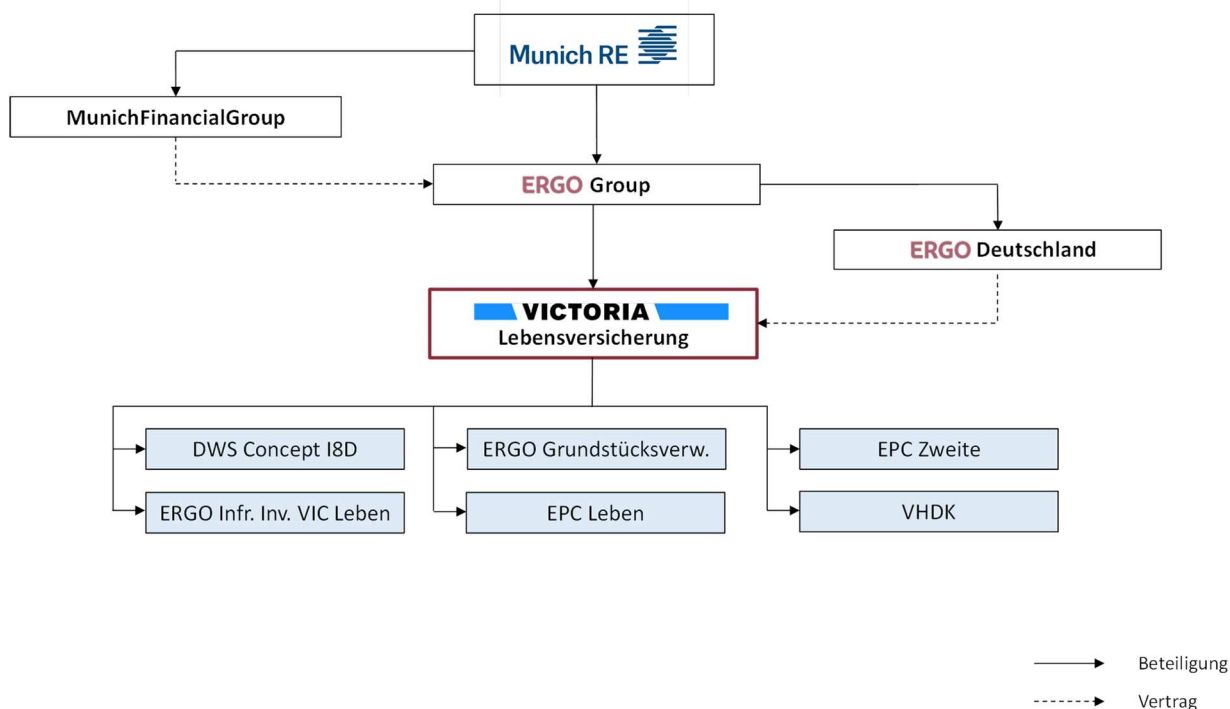 Munich RE
MunichFinancialGroup
ERGO Group
ERGO Deutschland
VICTORIA
Lebensversicherung
DWS Concept I8D
ERGO Grundstücksverw.
EPC Zweite
ERGO Infr. Inv. VIC Leben
EPC Leben
VHDK
Beteiligung
Vertrag